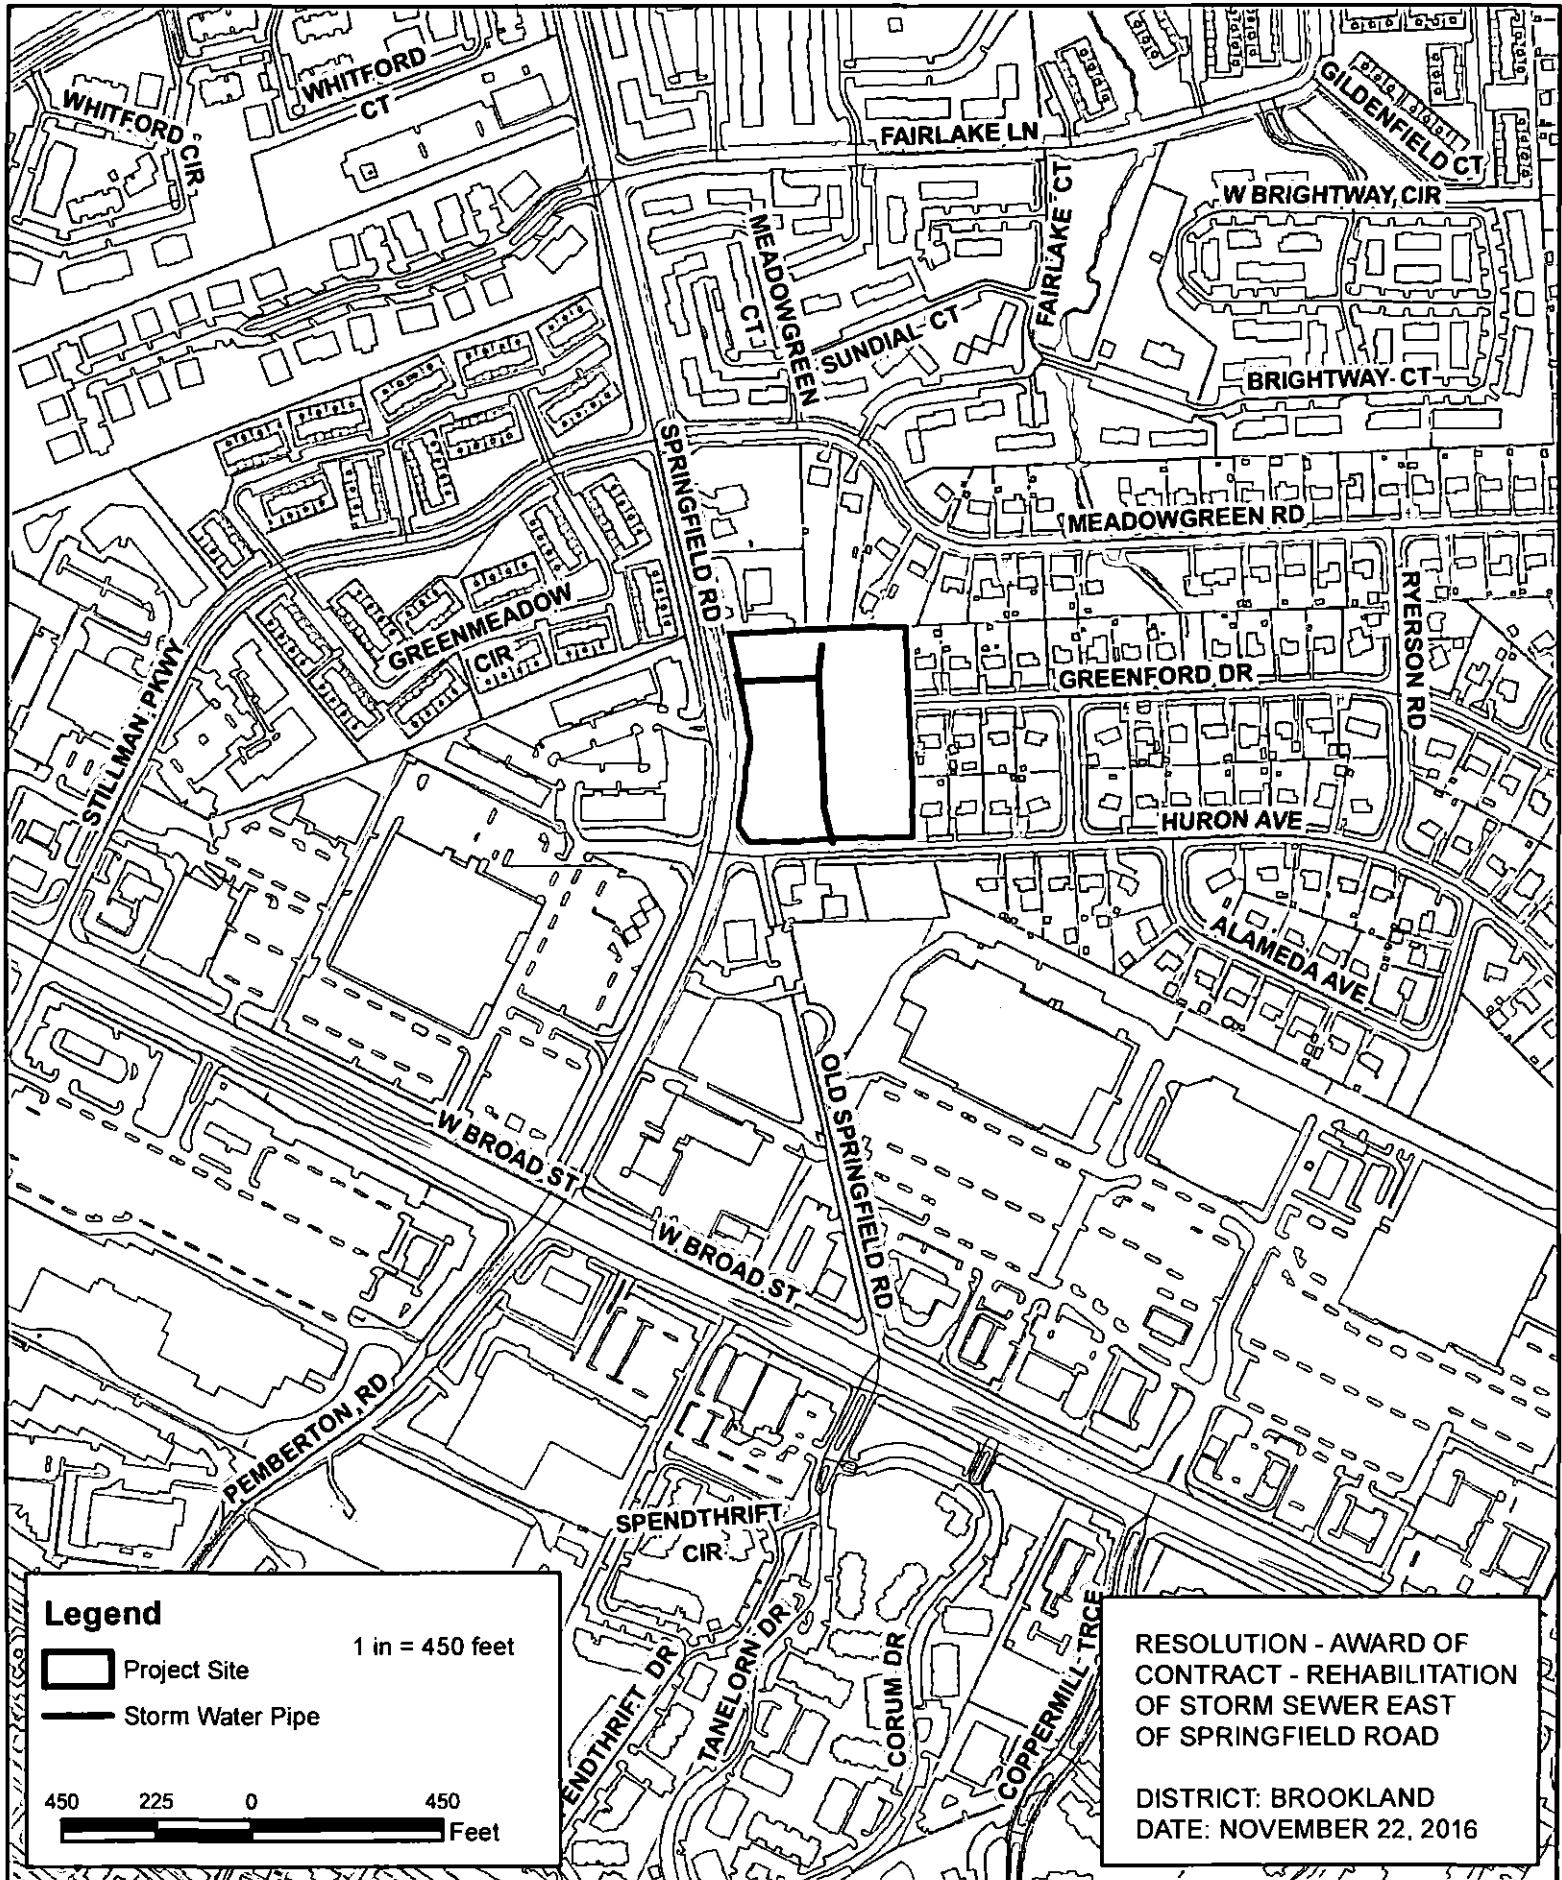 WHITFORD
CT
WHITFORD CIR
FAIRLAKE LN
GILDENFIELD CT
W BRIGHTWAY CIR
FAIRLAKE CT
MEADOWGREEN
CT
SUNDIAL CT
BRIGHTWAY CT
SPRINGFIELD RD
MEADOWGREEN RD
RYERSON RD
GREENMEADOW
CIR
GREENFORD DR
STILLMAN PKWY
HURON AVE
ALAMEDA AVE
OLD SPRINGFIELD RD
W BROAD ST
W BROAD ST
PEMBERTON RD
SPENDTHRIFT
CIR
ENDTHRIFT DR
TANELORN DR
CORUM DR
COPPERMILL TRCE
Legend
1 in = 450 feet
Project Site
Storm Water Pipe
450 225 0 450
Feet
RESOLUTION - AWARD OF
CONTRACT - REHABILITATION
OF STORM SEWER EAST
OF SPRINGFIELD ROAD
DISTRICT: BROOKLAND
DATE: NOVEMBER 22, 2016